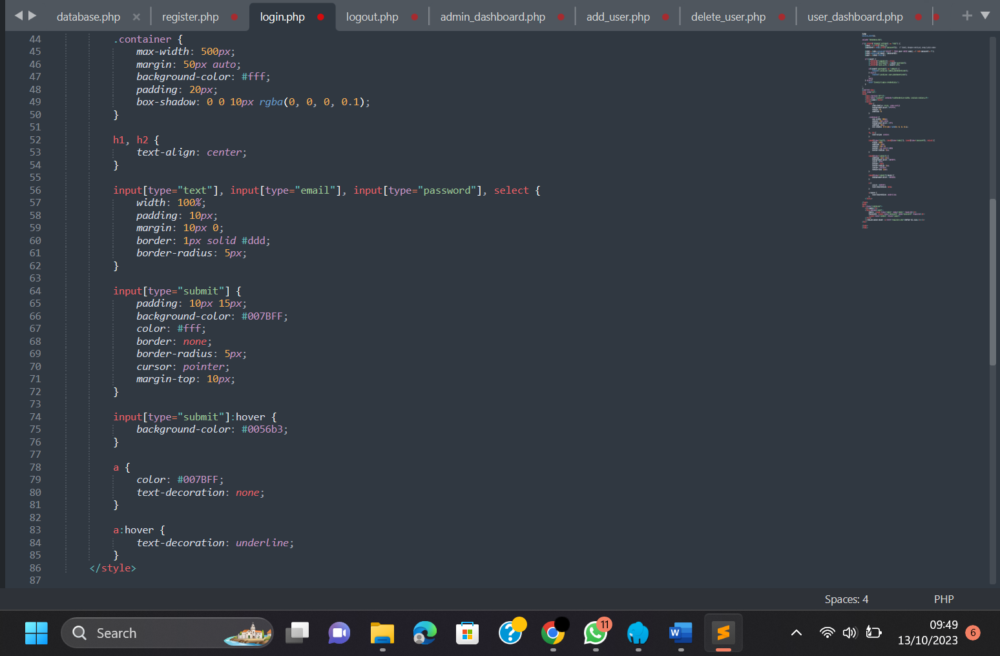 database.php × register.php login.php logout.php admin_dashboard.php add_user.php delete_user.php user_dashboard.php
44 .container {
45 max-width: 500px;
46 margin: 50px auto;
47 background-color: #fff;
48 padding: 20px;
49 box-shadow: 0 0 10px rgba(0, 0, 0, 0.1);
50 }
51
52 h1, h2 {
53 text-align: center;
54 }
55
56 input[type="text"], input[type="email"], input[type="password"], select {
57 width: 100%;
58 padding: 10px;
59 margin: 10px 0;
60 border: 1px solid #ddd;
61 border-radius: 5px;
62 }
63
64 input[type="submit"] {
65 padding: 10px 15px;
66 background-color: #007BFF;
67 color: #fff;
68 border: none;
69 border-radius: 5px;
70 cursor: pointer;
71 margin-top: 10px;
72 }
73
74 input[type="submit"]:hover {
75 background-color: #0056b3;
76 }
77
78 a {
79 color: #007BFF;
80 text-decoration: none;
81 }
82
83 a:hover {
84 text-decoration: underline;
85 }
86 </style>
87
Spaces: 4 PHP
Search 11 W 09:49 6
13/10/2023